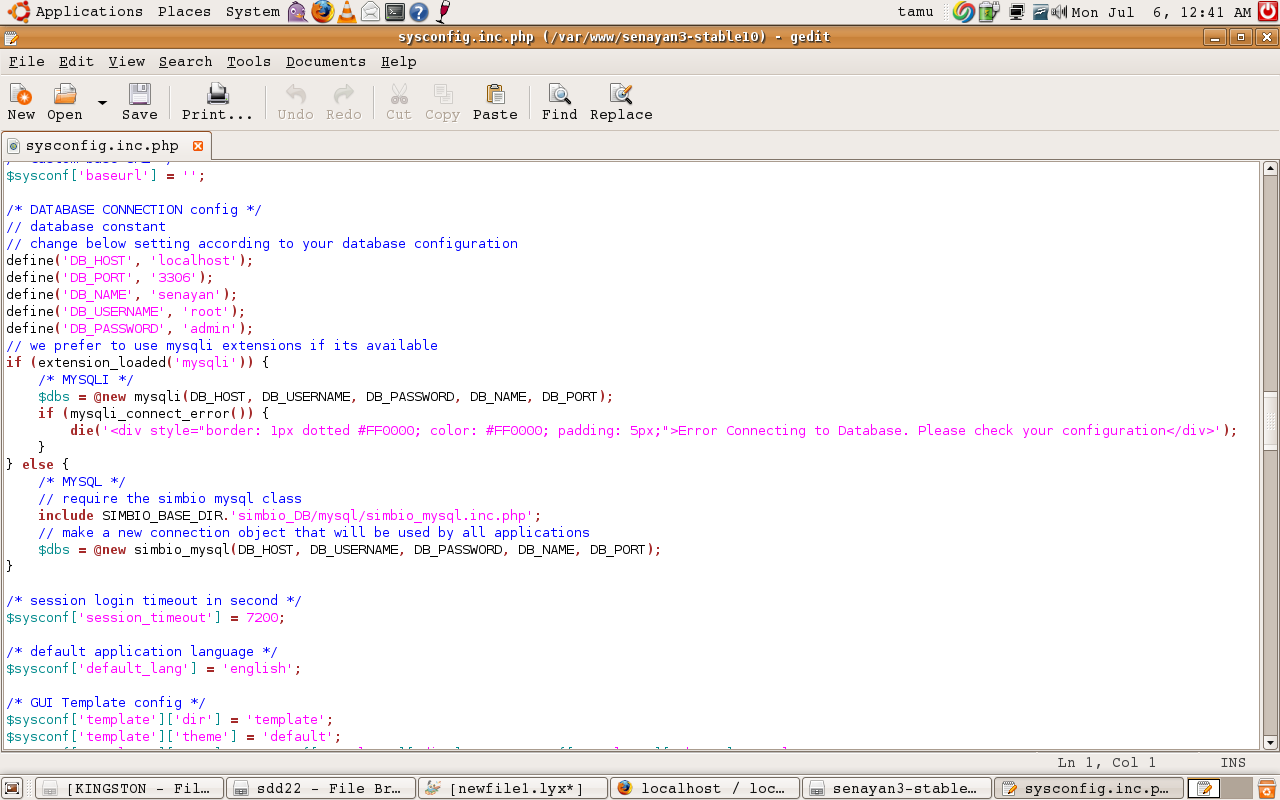 Applications Places System tamu Mon Jul 6, 12:41 AM
sysconfig.inc.php (/var/www/senayan3-stable10) - gedit
File Edit View Search Tools Documents Help
New Open Save Print... Undo Redo Cut Copy Paste Find Replace
sysconfig.inc.php
$sysconf['baseurl'] = '';
/* DATABASE CONNECTION config */
// database constant
// change below setting according to your database configuration
define('DB_HOST', 'localhost');
define('DB_PORT', '3306');
define('DB_NAME', 'senayan');
define('DB_USERNAME', 'root');
define('DB_PASSWORD', 'admin');
// we prefer to use mysqli extensions if its available
if (extension_loaded('mysqli')) {
    /* MYSQLI */
    $dbs = @new mysqli(DB_HOST, DB_USERNAME, DB_PASSWORD, DB_NAME, DB_PORT);
    if (mysqli_connect_error()) {
        die('<div style="border: 1px dotted #FF0000; color: #FF0000; padding: 5px;">Error Connecting to Database. Please check your configuration</div>');
    }
} else {
    /* MYSQL */
    // require the simbio mysql class
    include SIMBIO_BASE_DIR.'simbio_DB/mysql/simbio_mysql.inc.php';
    // make a new connection object that will be used by all applications
    $dbs = @new simbio_mysql(DB_HOST, DB_USERNAME, DB_PASSWORD, DB_NAME, DB_PORT);
}
/* session login timeout in second */
$sysconf['session_timeout'] = 7200;
/* default application language */
$sysconf['default_lang'] = 'english';
/* GUI Template config */
$sysconf['template']['dir'] = 'template';
$sysconf['template']['theme'] = 'default';
Ln 1, Col 1 INS
[KINGSTON - Fil... sdd22 - File Br... [newfile1.lyx*] localhost / loc... senayan3-stable... sysconfig.inc.p...